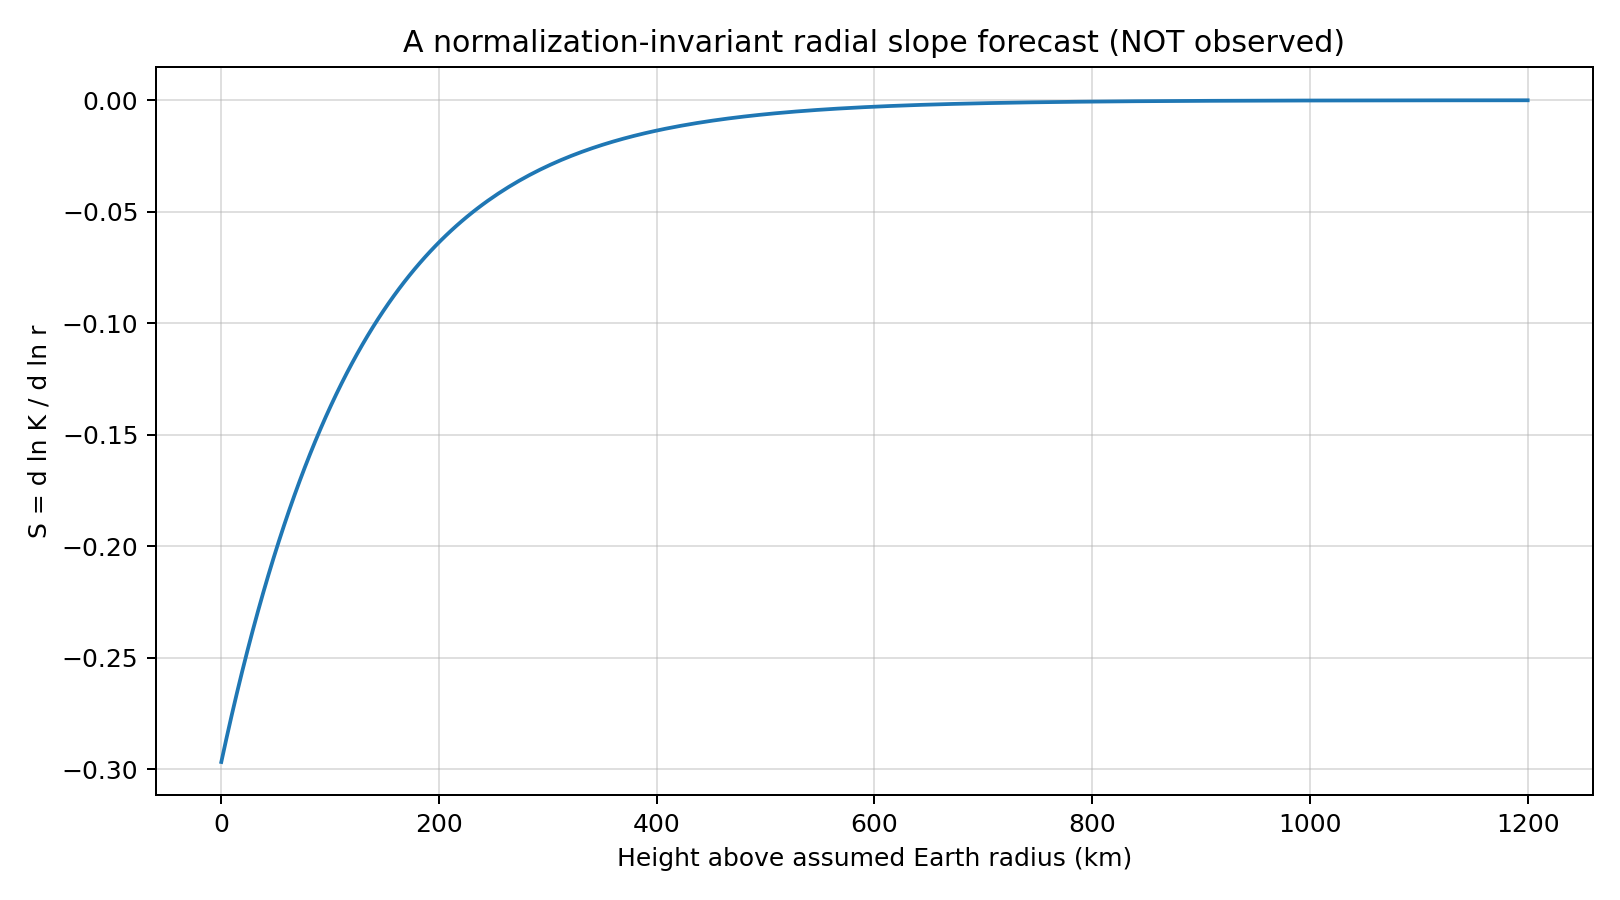 A normalization-invariant radial slope forecast (NOT observed)
S = d ln K / d ln r
0.00
−0.05
−0.10
−0.15
−0.20
−0.25
−0.30
0 200 400 600 800 1000 1200
Height above assumed Earth radius (km)